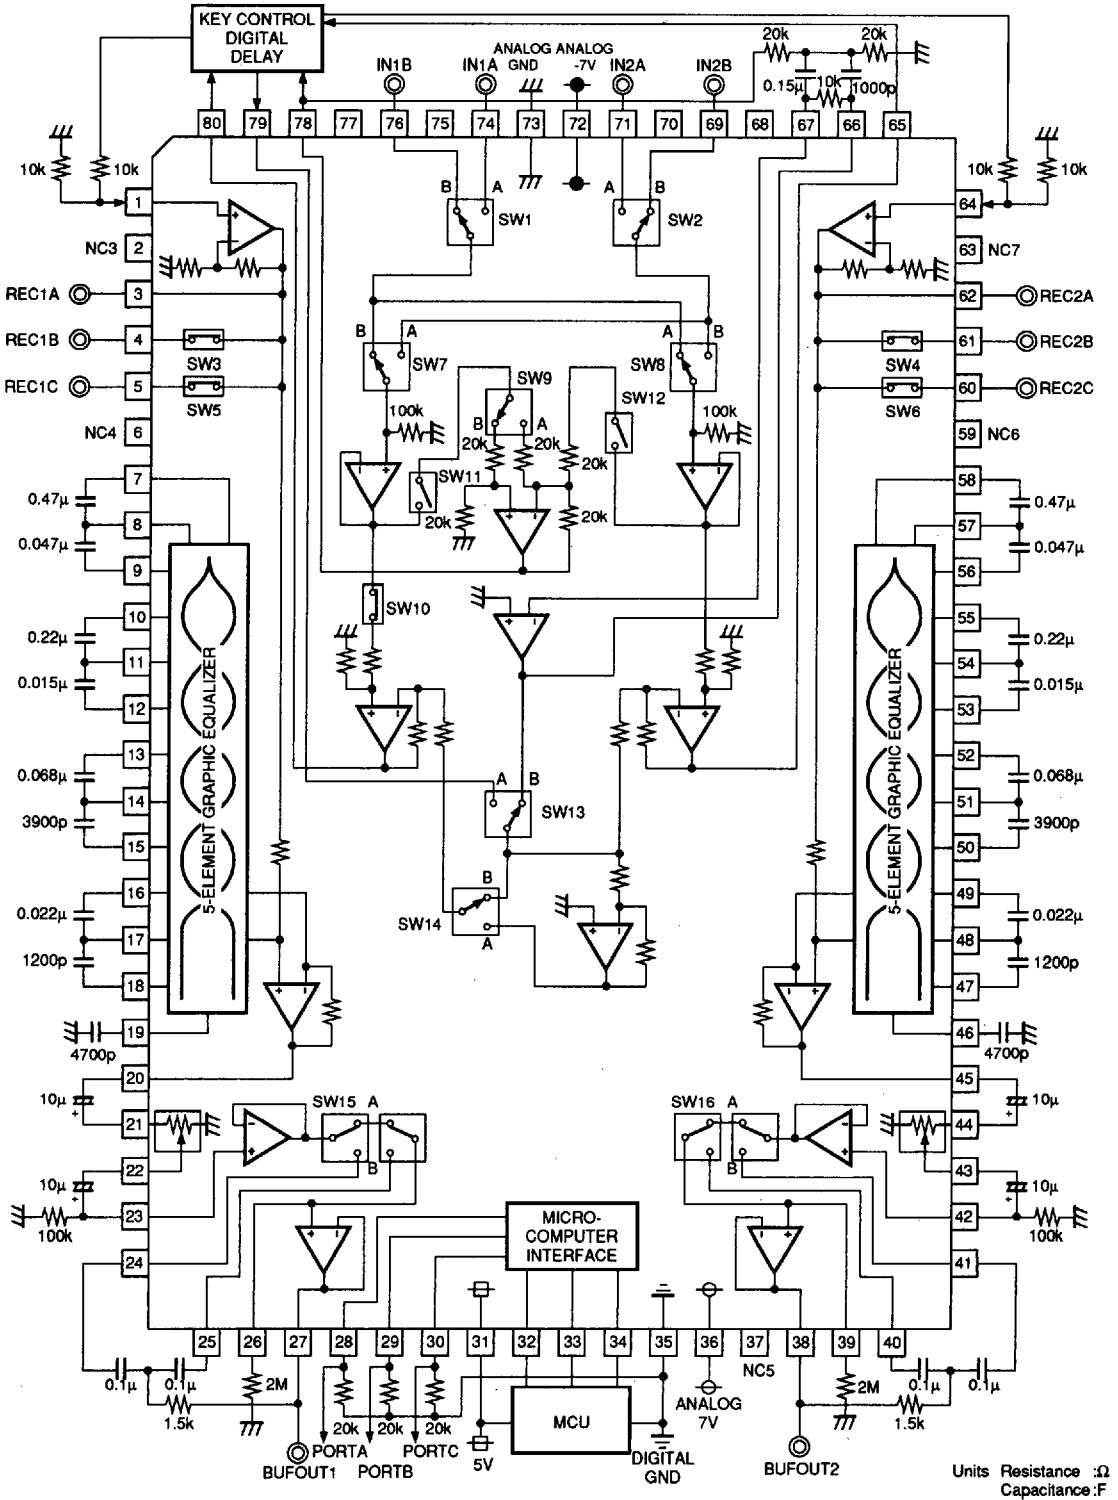 KEY CONTROL
DIGITAL
DELAY
IN1B
IN1A
ANALOG
GND
ANALOG
-7V
IN2A
IN2B
20k
20k
0.15μ
10k
1000p
80
79
78
77
76
75
74
73
72
71
70
69
68
67
66
65
10k
10k
10k
10k
B
A
SW1
A
B
SW2
1
2
3
4
5
6
7
8
9
10
11
12
13
14
15
16
17
18
19
20
21
22
23
24
NC3
REC1A
REC1B
REC1C
NC4
SW3
SW5
+
-
+
-
64
63
62
61
60
59
58
57
56
55
54
53
52
51
50
49
48
47
46
45
44
43
42
41
NC7
REC2A
REC2B
REC2C
NC6
SW4
SW6
B
A
SW7
A
B
SW8
SW9
B
A
SW12
100k
100k
20k
20k
20k
SW11
20k
20k
SW10
A
B
SW13
B
SW14
A
0.47μ
0.047μ
0.22μ
0.015μ
0.068μ
3900p
0.022μ
1200p
4700p
10μ
+
10μ
+
100k
5-ELEMENT GRAPHIC EQUALIZER
5-ELEMENT GRAPHIC EQUALIZER
0.47μ
0.047μ
0.22μ
0.015μ
0.068μ
3900p
0.022μ
1200p
4700p
10μ
+
10μ
+
100k
SW15
A
B
SW16
A
B
MICRO-
COMPUTER
INTERFACE
25
26
27
28
29
30
31
32
33
34
35
36
37
38
39
40
NC5
0.1μ
0.1μ
1.5k
2M
BUFOUT1
PORTA
20k
PORTB
20k
PORTC
20k
5V
MCU
DIGITAL
GND
ANALOG
7V
BUFOUT2
2M
0.1μ
0.1μ
1.5k
Units Resistance :Ω
Capacitance:F